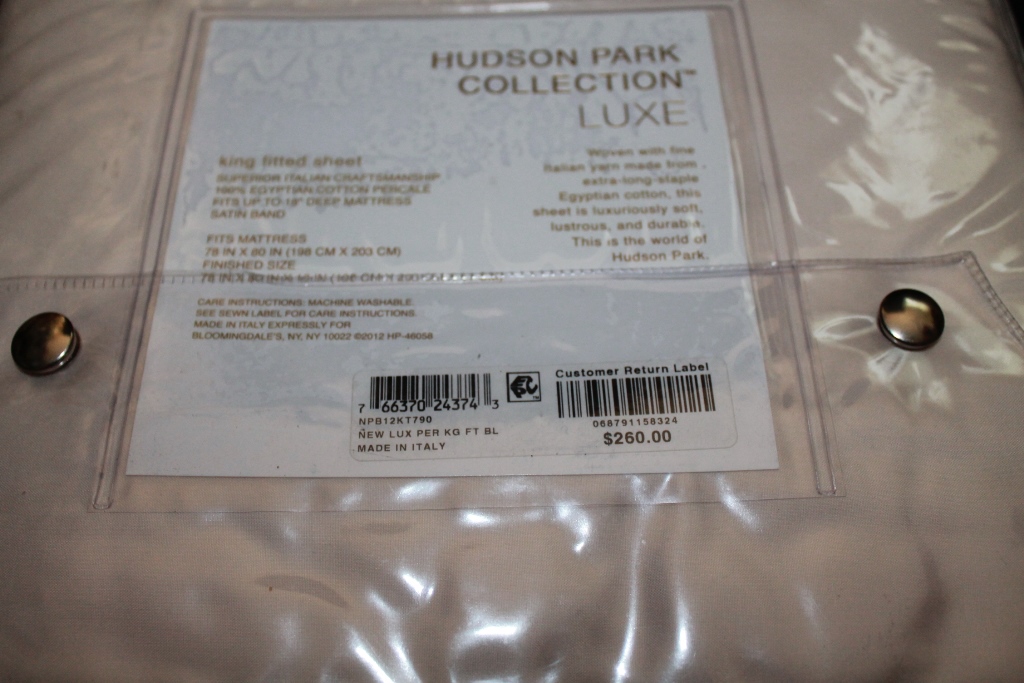 HUDSON PARK
COLLECTION™
LUXE
king fitted sheet
SUPERIOR ITALIAN CRAFTSMANSHIP
100% EGYPTIAN COTTON PERCALE
FITS UP TO 18" DEEP MATTRESS
SATIN BAND
Woven with fine
Italian yarn made from
extra-long-staple
Egyptian cotton, this
sheet is luxuriously soft,
lustrous, and durable.
This is the world of
Hudson Park.
FITS MATTRESS
78 IN X 80 IN (198 CM X 203 CM)
FINISHED SIZE
78 IN X 80 IN X
CARE INSTRUCTIONS: MACHINE WASHABLE.
SEE SEWN LABEL FOR CARE INSTRUCTIONS.
MADE IN ITALY EXPRESSLY FOR
BLOOMINGDALE'S, NY, NY 10022 ©2012 HP-46058
7 66370 24374 3
NPB12KT790
NEW LUX PER KG FT BL
MADE IN ITALY
Customer Return Label
068791158324
$260.00